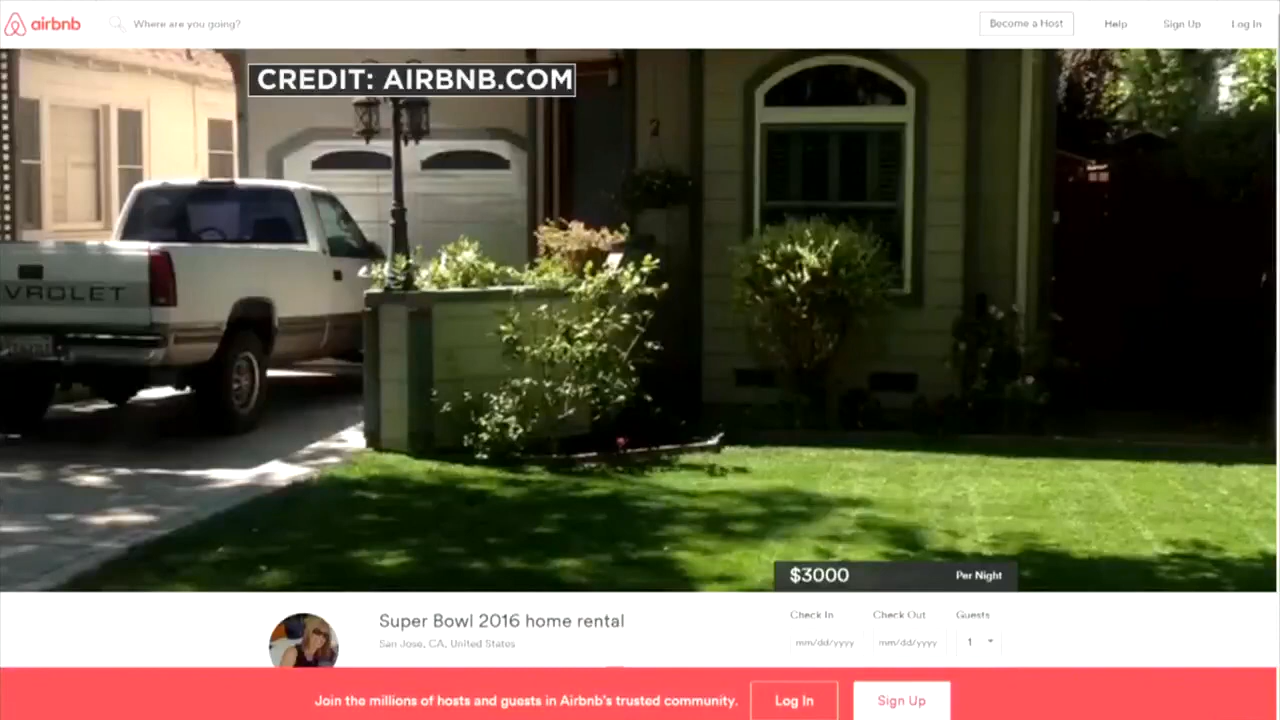 airbnb
Where are you going?
Become a Host
Help
Sign Up
Log In
CREDIT: AIRBNB.COM
2
VROLET
$3000
Per Night
Super Bowl 2016 home rental
San Jose, CA, United States
Check In
Check Out
Guests
mm/dd/yyyy
mm/dd/yyyy
1
Join the millions of hosts and guests in Airbnb's trusted community.
Log In
Sign Up